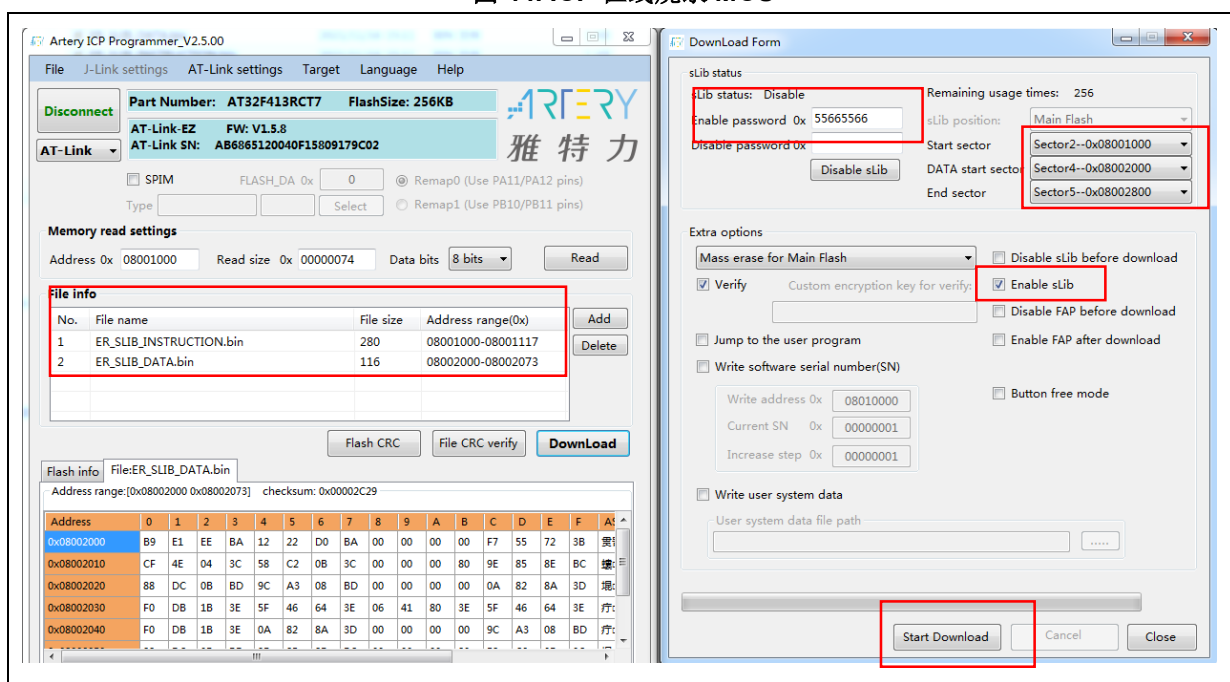 Artery ICP Programmer_V2.5.00
File J-Link settings AT-Link settings Target Language Help
Disconnect
Part Number: AT32F413RCT7 FlashSize: 256KB
AT-Link-EZ FW: V1.5.8
AT-Link SN: AB6865120040F15809179C02
AT-Link
ARTERY
雅特力
SPIM FLASH_DA 0x 0 Remap0 (Use PA11/PA12 pins)
Type Select Remap1 (Use PB10/PB11 pins)
Memory read settings
Address 0x 08001000 Read size 0x 00000074 Data bits 8 bits Read
File info
No. File name File size Address range(0x) Add
1 ER_SLIB_INSTRUCTION.bin 280 08001000-08001117 Delete
2 ER_SLIB_DATA.bin 116 08002000-08002073
Flash CRC File CRC verify DownLoad
Flash info File:ER_SLIB_DATA.bin
Address range:[0x08002000 0x08002073] checksum: 0x00002C29
Address 0 1 2 3 4 5 6 7 8 9 A B C D E F
0x08002000 B9 E1 EE BA 12 22 D0 BA 00 00 00 00 F7 55 72 3B
0x08002010 CF 4E 04 3C 58 C2 0B 3C 00 00 00 80 9E 85 8E BC
0x08002020 88 DC 0B BD 9C A3 08 BD 00 00 00 0A 82 8A 3D
0x08002030 F0 DB 1B 3E 5F 46 64 3E 06 41 80 3E 5F 46 64 3E
0x08002040 F0 DB 1B 3E 0A 82 8A 3D 00 00 00 00 9C A3 08 BD
DownLoad Form
sLib status
sLib status: Disable Remaining usage times: 256
Enable password 0x 55665566 sLib position: Main Flash
Disable password 0x Start sector Sector2--0x08001000
Disable sLib DATA start sector Sector4--0x08002000
End sector Sector5--0x08002800
Extra options
Mass erase for Main Flash Disable sLib before download
Verify Custom encryption key for verify: Enable sLib
Disable FAP before download
Jump to the user program Enable FAP after download
Write software serial number(SN)
Write address 0x 08010000 Button free mode
Current SN 0x 00000001
Increase step 0x 00000001
Write user system data
User system data file path
.....
Start Download Cancel Close